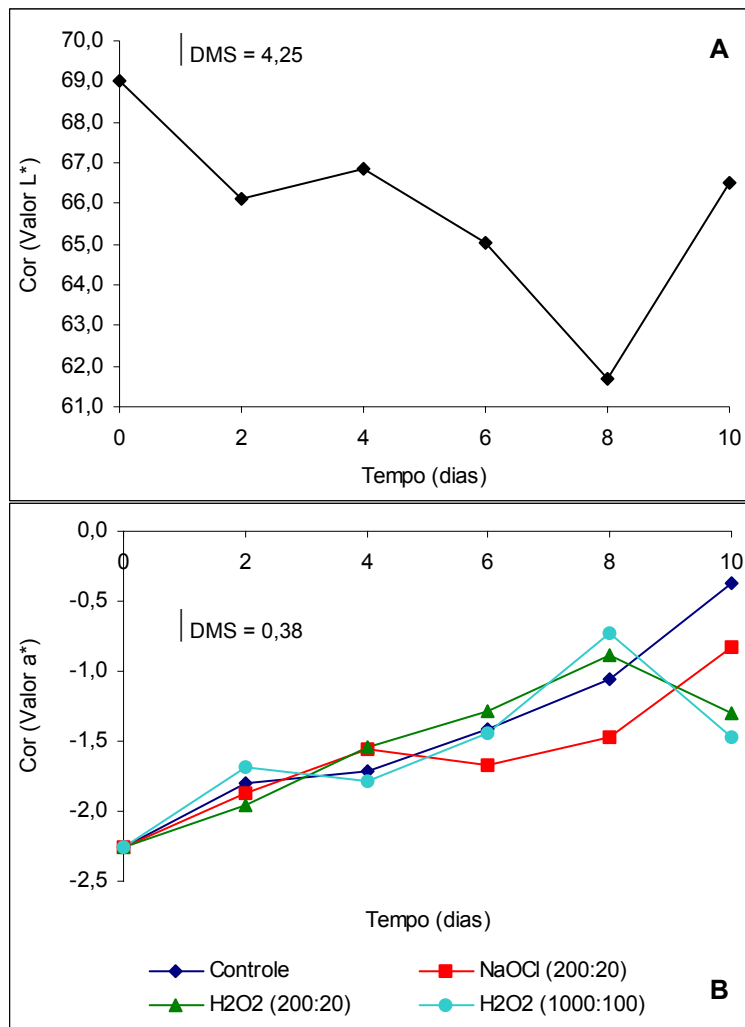 A
DMS = 4,25
70,0
69,0
68,0
67,0
66,0
65,0
64,0
63,0
62,0
61,0
Cor (Valor L*)
0 2 4 6 8 10
Tempo (dias)
0,0
-0,5
-1,0
-1,5
-2,0
-2,5
0 2 4 6 8 10
DMS = 0,38
Cor (Valor a*)
Tempo (dias)
Controle NaOCl (200:20)
H2O2 (200:20) H2O2 (1000:100)
B